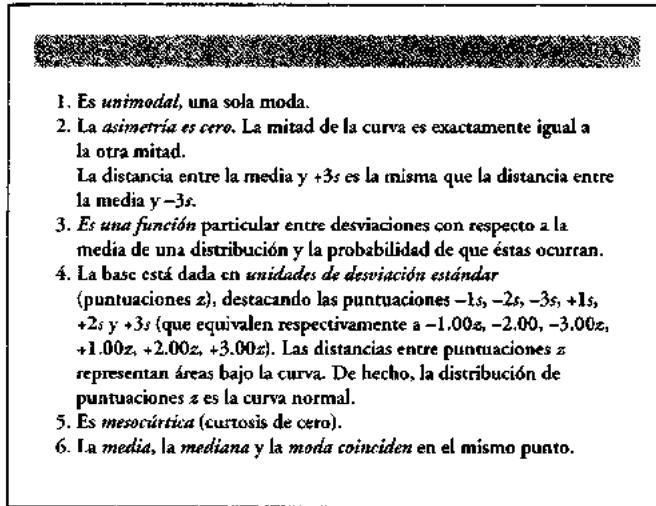 1. Es unimodal, una sola moda.
2. La asimetría es cero. La mitad de la curva es exactamente igual a
la otra mitad.
La distancia entre la media y +3s es la misma que la distancia entre
la media y –3s.
3. Es una función particular entre desviaciones con respecto a la
media de una distribución y la probabilidad de que éstas ocurran.
4. La base está dada en unidades de desviación estándar
(puntuaciones z), destacando las puntuaciones –1s, –2s, –3s, +1s,
+2s y +3s (que equivalen respectivamente a –1.00z, –2.00, –3.00z,
+1.00z, +2.00z, +3.00z). Las distancias entre puntuaciones z
representan áreas bajo la curva. De hecho, la distribución de
puntuaciones z es la curva normal.
5. Es mesocúrtica (curtosis de cero).
6. La media, la mediana y la moda coinciden en el mismo punto.